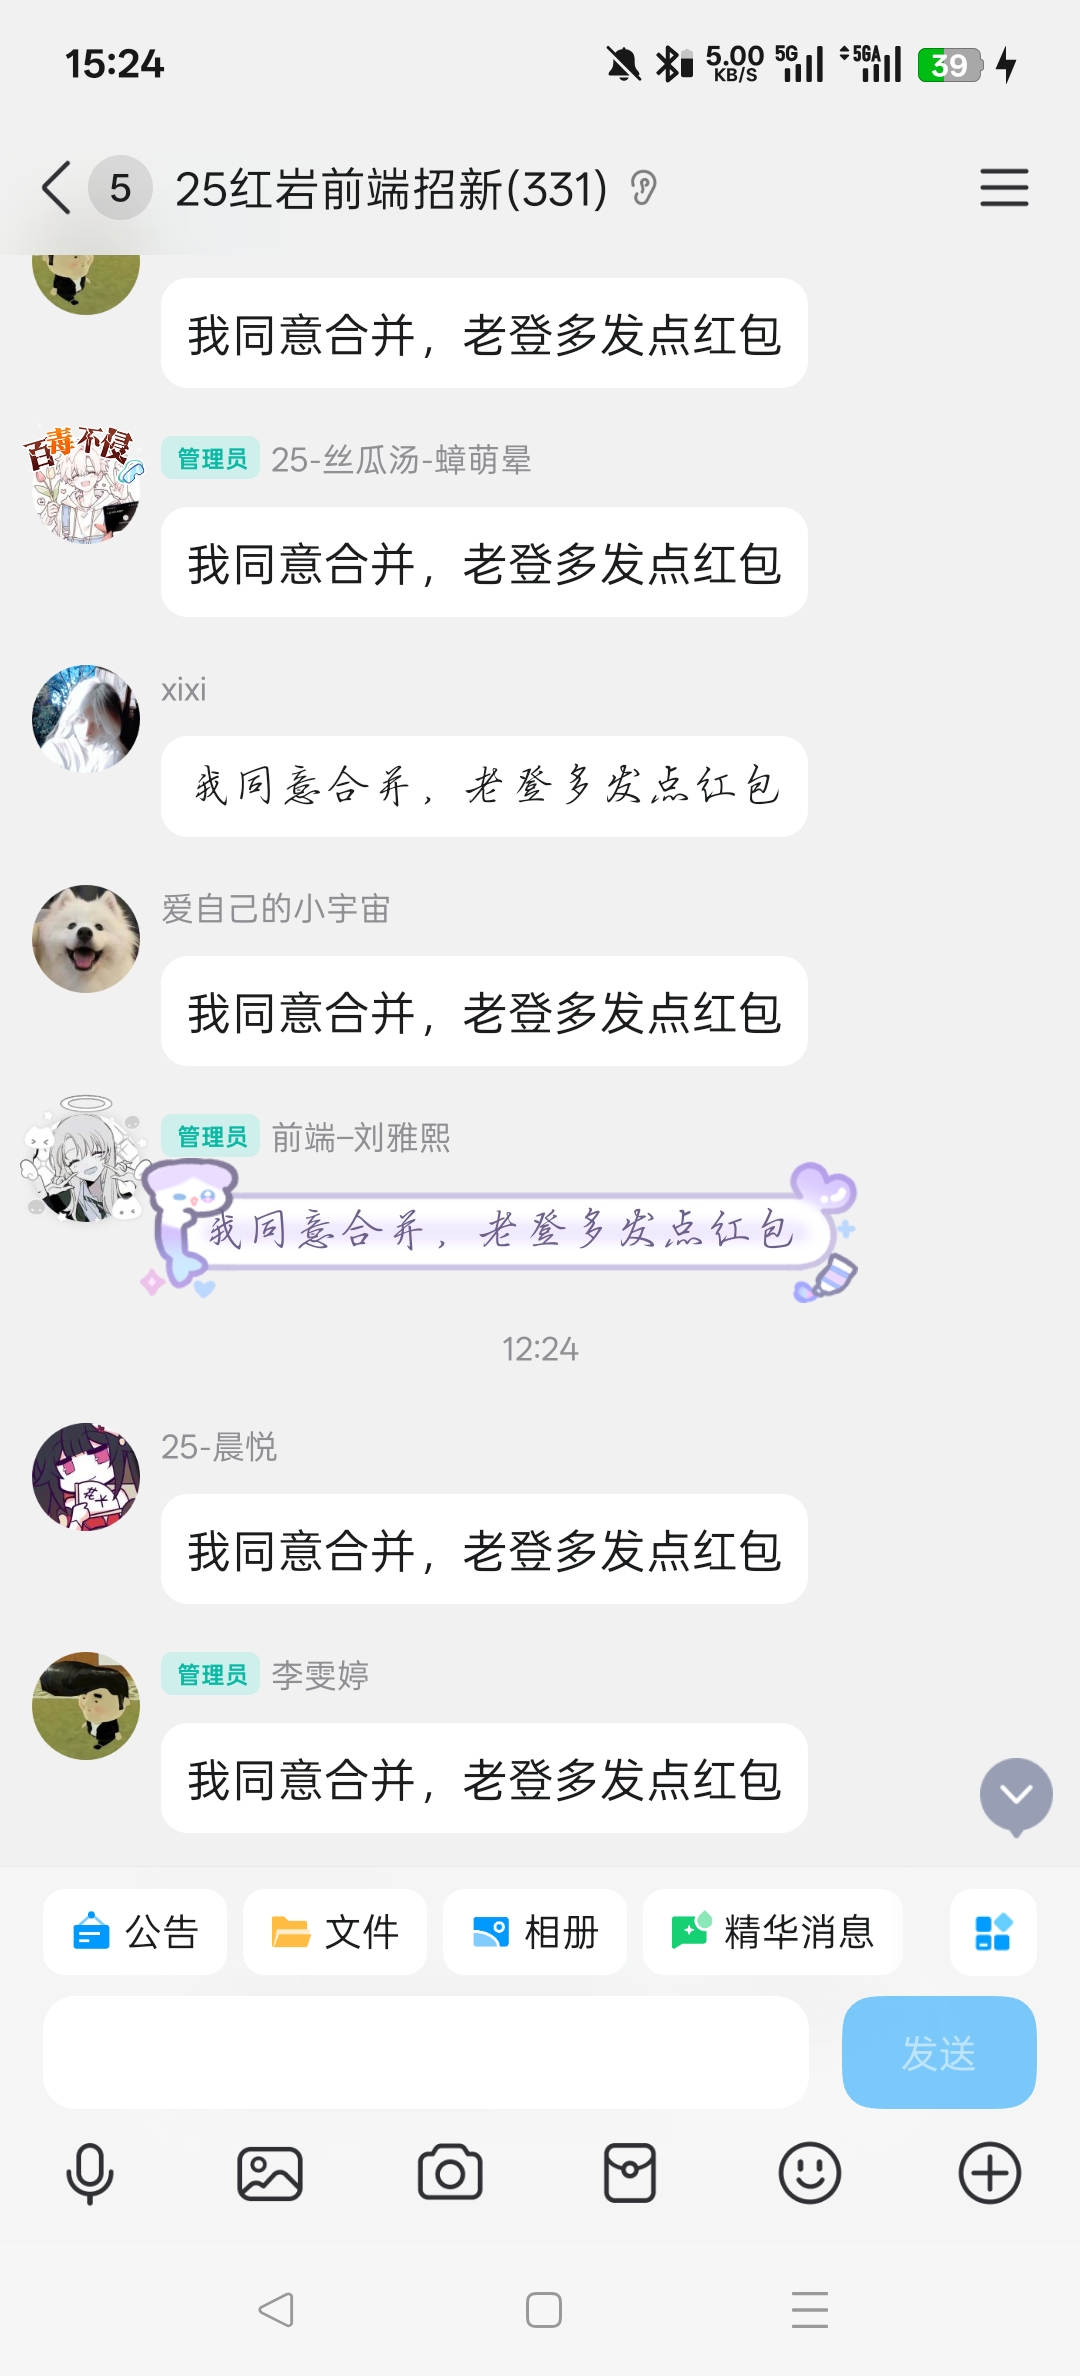 15:24
5.00
KB/S
5G
5GA
39
5
25红岩前端招新(331)
我同意合并，老登多发点红包
百毒不侵
管理员 25-丝瓜汤-蟑萌晕
我同意合并，老登多发点红包
xixi
我同意合并，老登多发点红包
爱自己的小宇宙
我同意合并，老登多发点红包
管理员 前端–刘雅熙
我同意合并，老登多发点红包
12:24
25-晨悦
我同意合并，老登多发点红包
管理员 李雯婷
我同意合并，老登多发点红包
公告 文件 相册 精华消息
发送